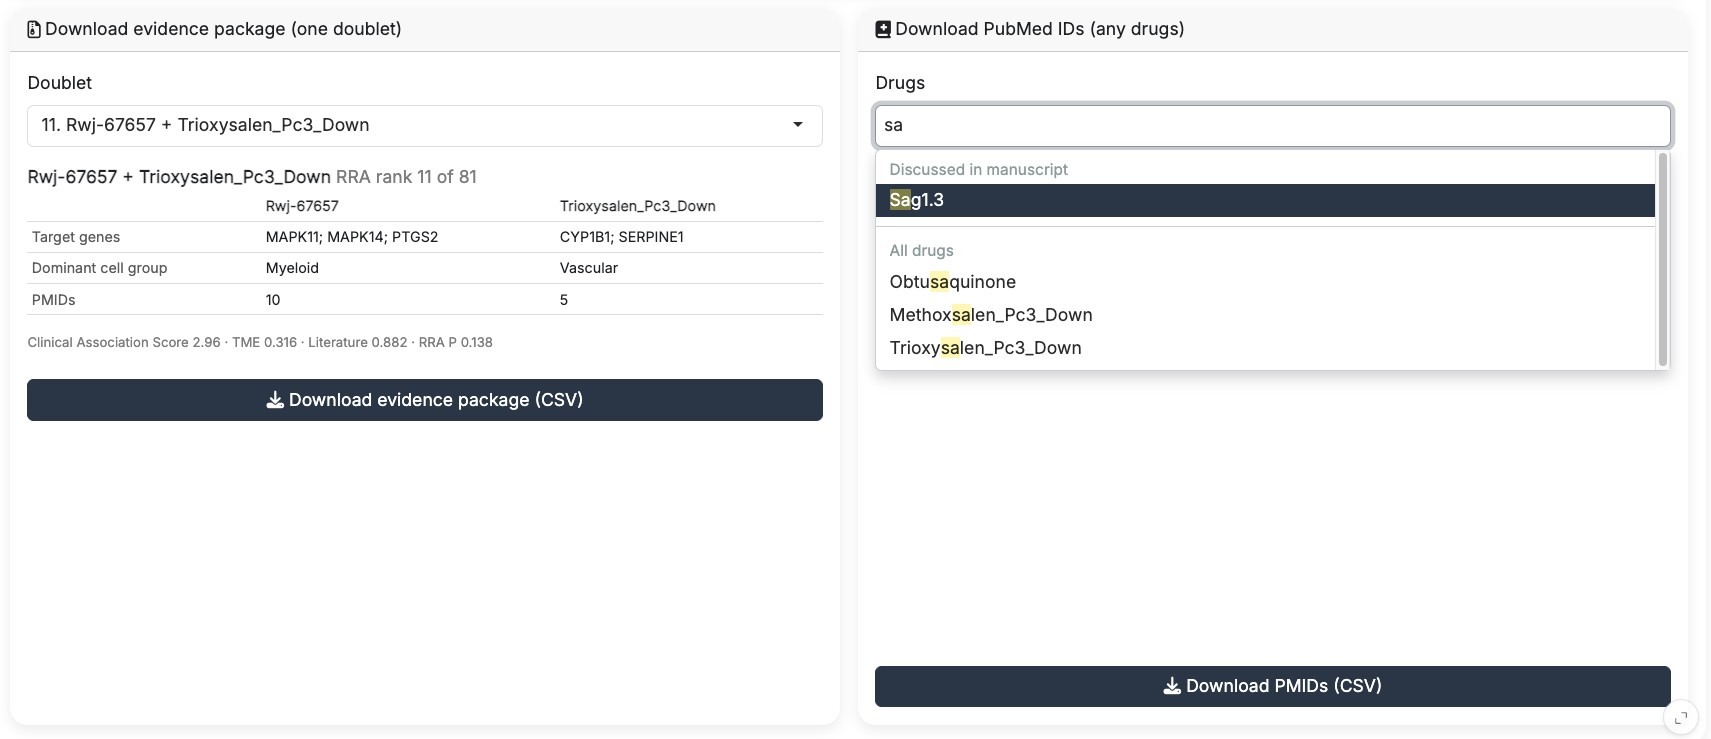 Download evidence package (one doublet)
Doublet
11. Rwj-67657 + Trioxysalen_Pc3_Down
Rwj-67657 + Trioxysalen_Pc3_Down RRA rank 11 of 81
Rwj-67657 Trioxysalen_Pc3_Down
Target genes MAPK11; MAPK14; PTGS2 CYP1B1; SERPINE1
Dominant cell group Myeloid Vascular
PMIDs 10 5
Clinical Association Score 2.96 · TME 0.316 · Literature 0.882 · RRA P 0.138
Download evidence package (CSV)
Download PubMed IDs (any drugs)
Drugs
sa
Discussed in manuscript
Sag1.3
All drugs
Obtusaquinone
Methoxsalen_Pc3_Down
Trioxysalen_Pc3_Down
Download PMIDs (CSV)